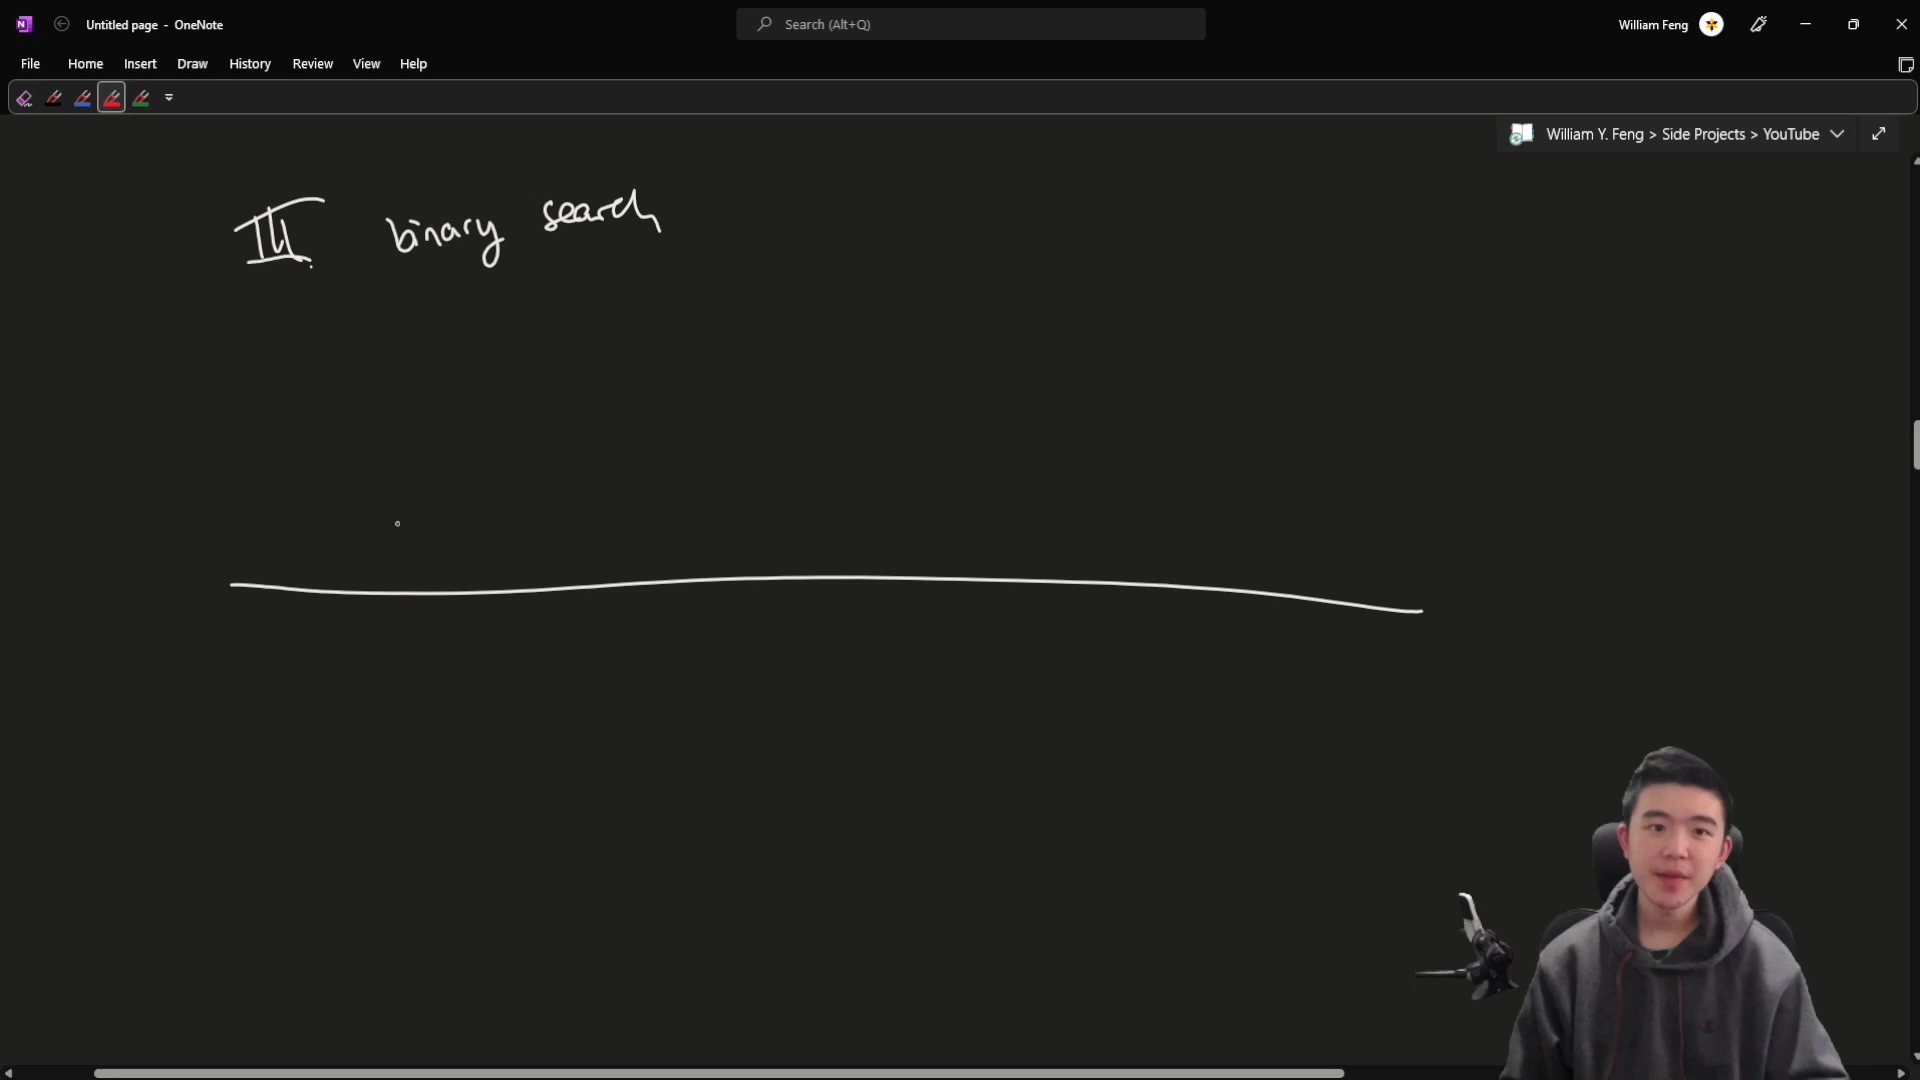 Untitled page - OneNote
Search (Alt+Q)
William Feng
File Home Insert Draw History Review View Help
William Y. Feng > Side Projects > YouTube
III. binary search